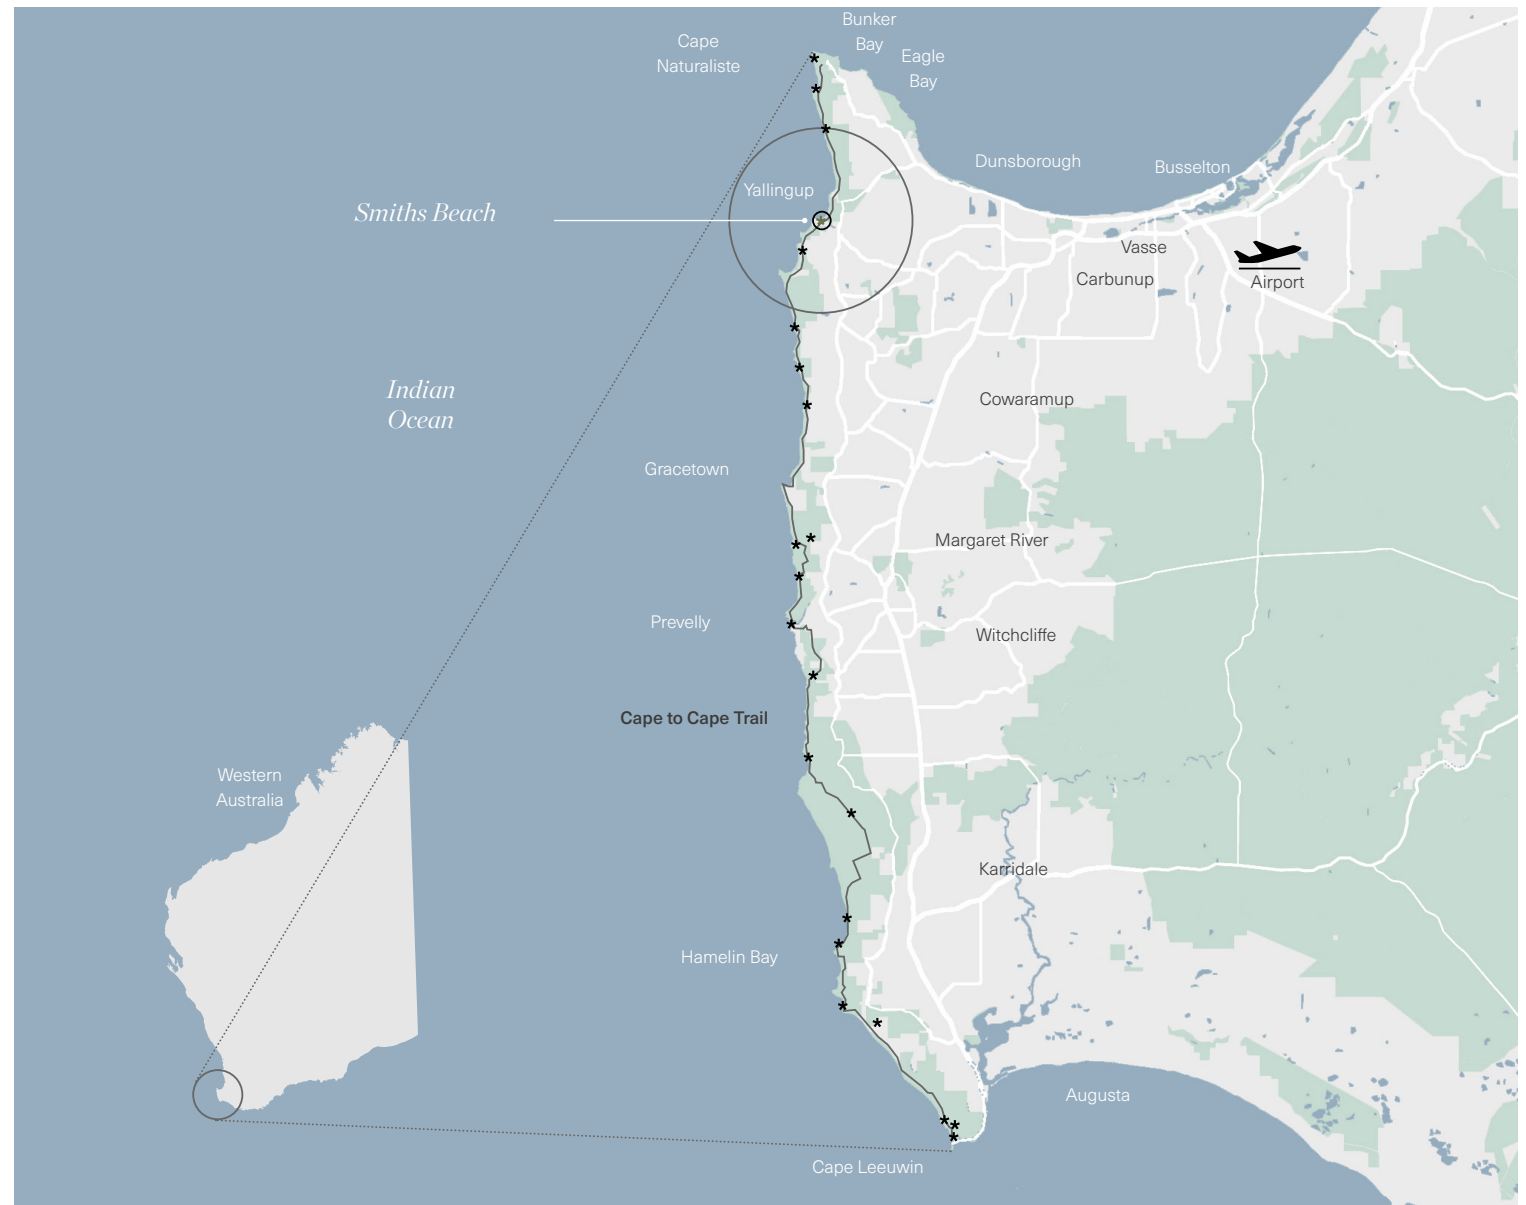 Bunker
Bay
Cape
Naturaliste
Eagle
Bay
Dunsborough
Busselton
Yallingup
Smiths Beach
Vasse
Carbunup
Airport
Indian
Ocean
Cowaramup
Gracetown
Margaret River
Prevelly
Witchcliffe
Cape to Cape Trail
Western
Australia
Karridale
Hamelin Bay
Augusta
Cape Leeuwin